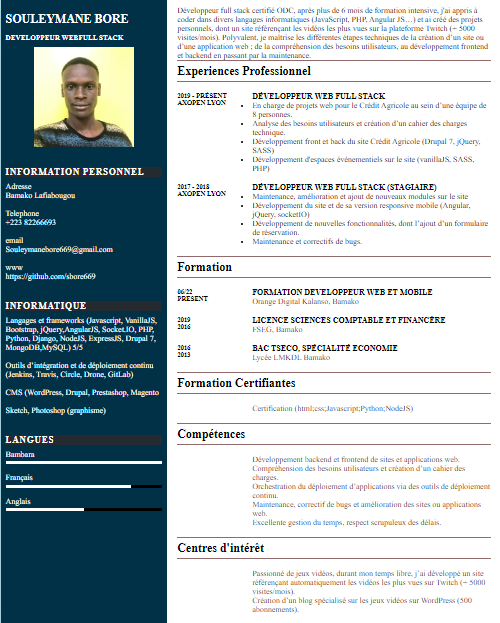 SOULEYMANE BORE
DEVELOPPEUR WEBFULL STACK
INFORMATION PERSONNEL
Adresse
Bamako Lafiabougou
Telephone
+223 82266693
email
Souleymanebore669@gmail.com
www
https://github.com/sbore669
INFORMATIQUE
Langages et frameworks (Javascript, VanillaJS,
Bootstrap, jQuery,AngularJS, Socket.IO, PHP,
Python, Django, NodeJS, ExpressJS, Drupal 7,
MongoDB,MySQL) 5/5
Outils d'intégration et de déploiement continu
(Jenkins, Travis, Circle, Drone, GitLab)
CMS (WordPress, Drupal, Prestashop, Magento
Sketch, Photoshop (graphisme)
LANGUES
Bambara
Français
Anglais
Développeur full stack certifié ODC, après plus de 6 mois de formation intensive, j'ai appris à
coder dans divers langages informatiques (JavaScript, PHP, Angular JS…) et ai créé des projets
personnels, dont un site référençant les vidéos les plus vues sur la plateforme Twitch (+ 5000
visites/mois). Polyvalent, je maîtrise les différentes étapes techniques de la création d'un site ou
d'une application web ; de la compréhension des besoins utilisateurs, au développement frontend
et backend en passant par la maintenance.
Experiences Professionnel
2019 - PRÉSENT
AXOPEN LYON
DÉVELOPPEUR WEB FULL STACK
• En charge de projets web pour le Crédit Agricole au sein d'une équipe de
8 personnes.
• Analyse des besoins utilisateurs et création d'un cahier des charges
technique.
• Développement front et back du site Crédit Agricole (Drupal 7, jQuery,
SASS)
• Développement d'espaces événementiels sur le site (vanillaJS, SASS,
PHP)
2017 - 2018
AXOPEN LYON
DÉVELOPPEUR WEB FULL STACK (STAGIAIRE)
• Maintenance, amélioration et ajout de nouveaux modules sur le site
• Développement du site et de sa version responsive mobile (Angular,
jQuery, socketIO)
• Développement de nouvelles fonctionnalités, dont l'ajout d'un formulaire
de réservation.
• Maintenance et correctifs de bugs.
Formation
06/22
PRESENT
FORMATION DEVELOPPEUR WEB ET MOBILE
Orange Digital Kalanso, Bamako
2019
2016
LICENCE SCIENCES COMPTABLE ET FINANCÈRE
FSEG, Bamako
2016
2013
BAC TSECO, SPÉCIALITÉ ECONOMIE
Lycée LMKDL Bamako
Formation Certifiantes
Certification (html;css;Javascript;Python;NodeJS)
Compétences
Développement backend et frontend de sites et applications web.
Compréhension des besoins utilisateurs et création d'un cahier des
charges.
Orchestration du déploiement d'applications via des outils de déploiement
continu.
Maintenance, correctif de bugs et amélioration des sites ou applications
web.
Excellente gestion du temps, respect scrupuleux des délais.
Centres d'intérêt
Passionné de jeux vidéos, durant mon temps libre, j'ai développé un site
référençant automatiquement les vidéos les plus vues sur Twitch (+ 5000
visites/mois).
Création d'un blog spécialisé sur les jeux vidéos sur WordPress (500
abonnements).